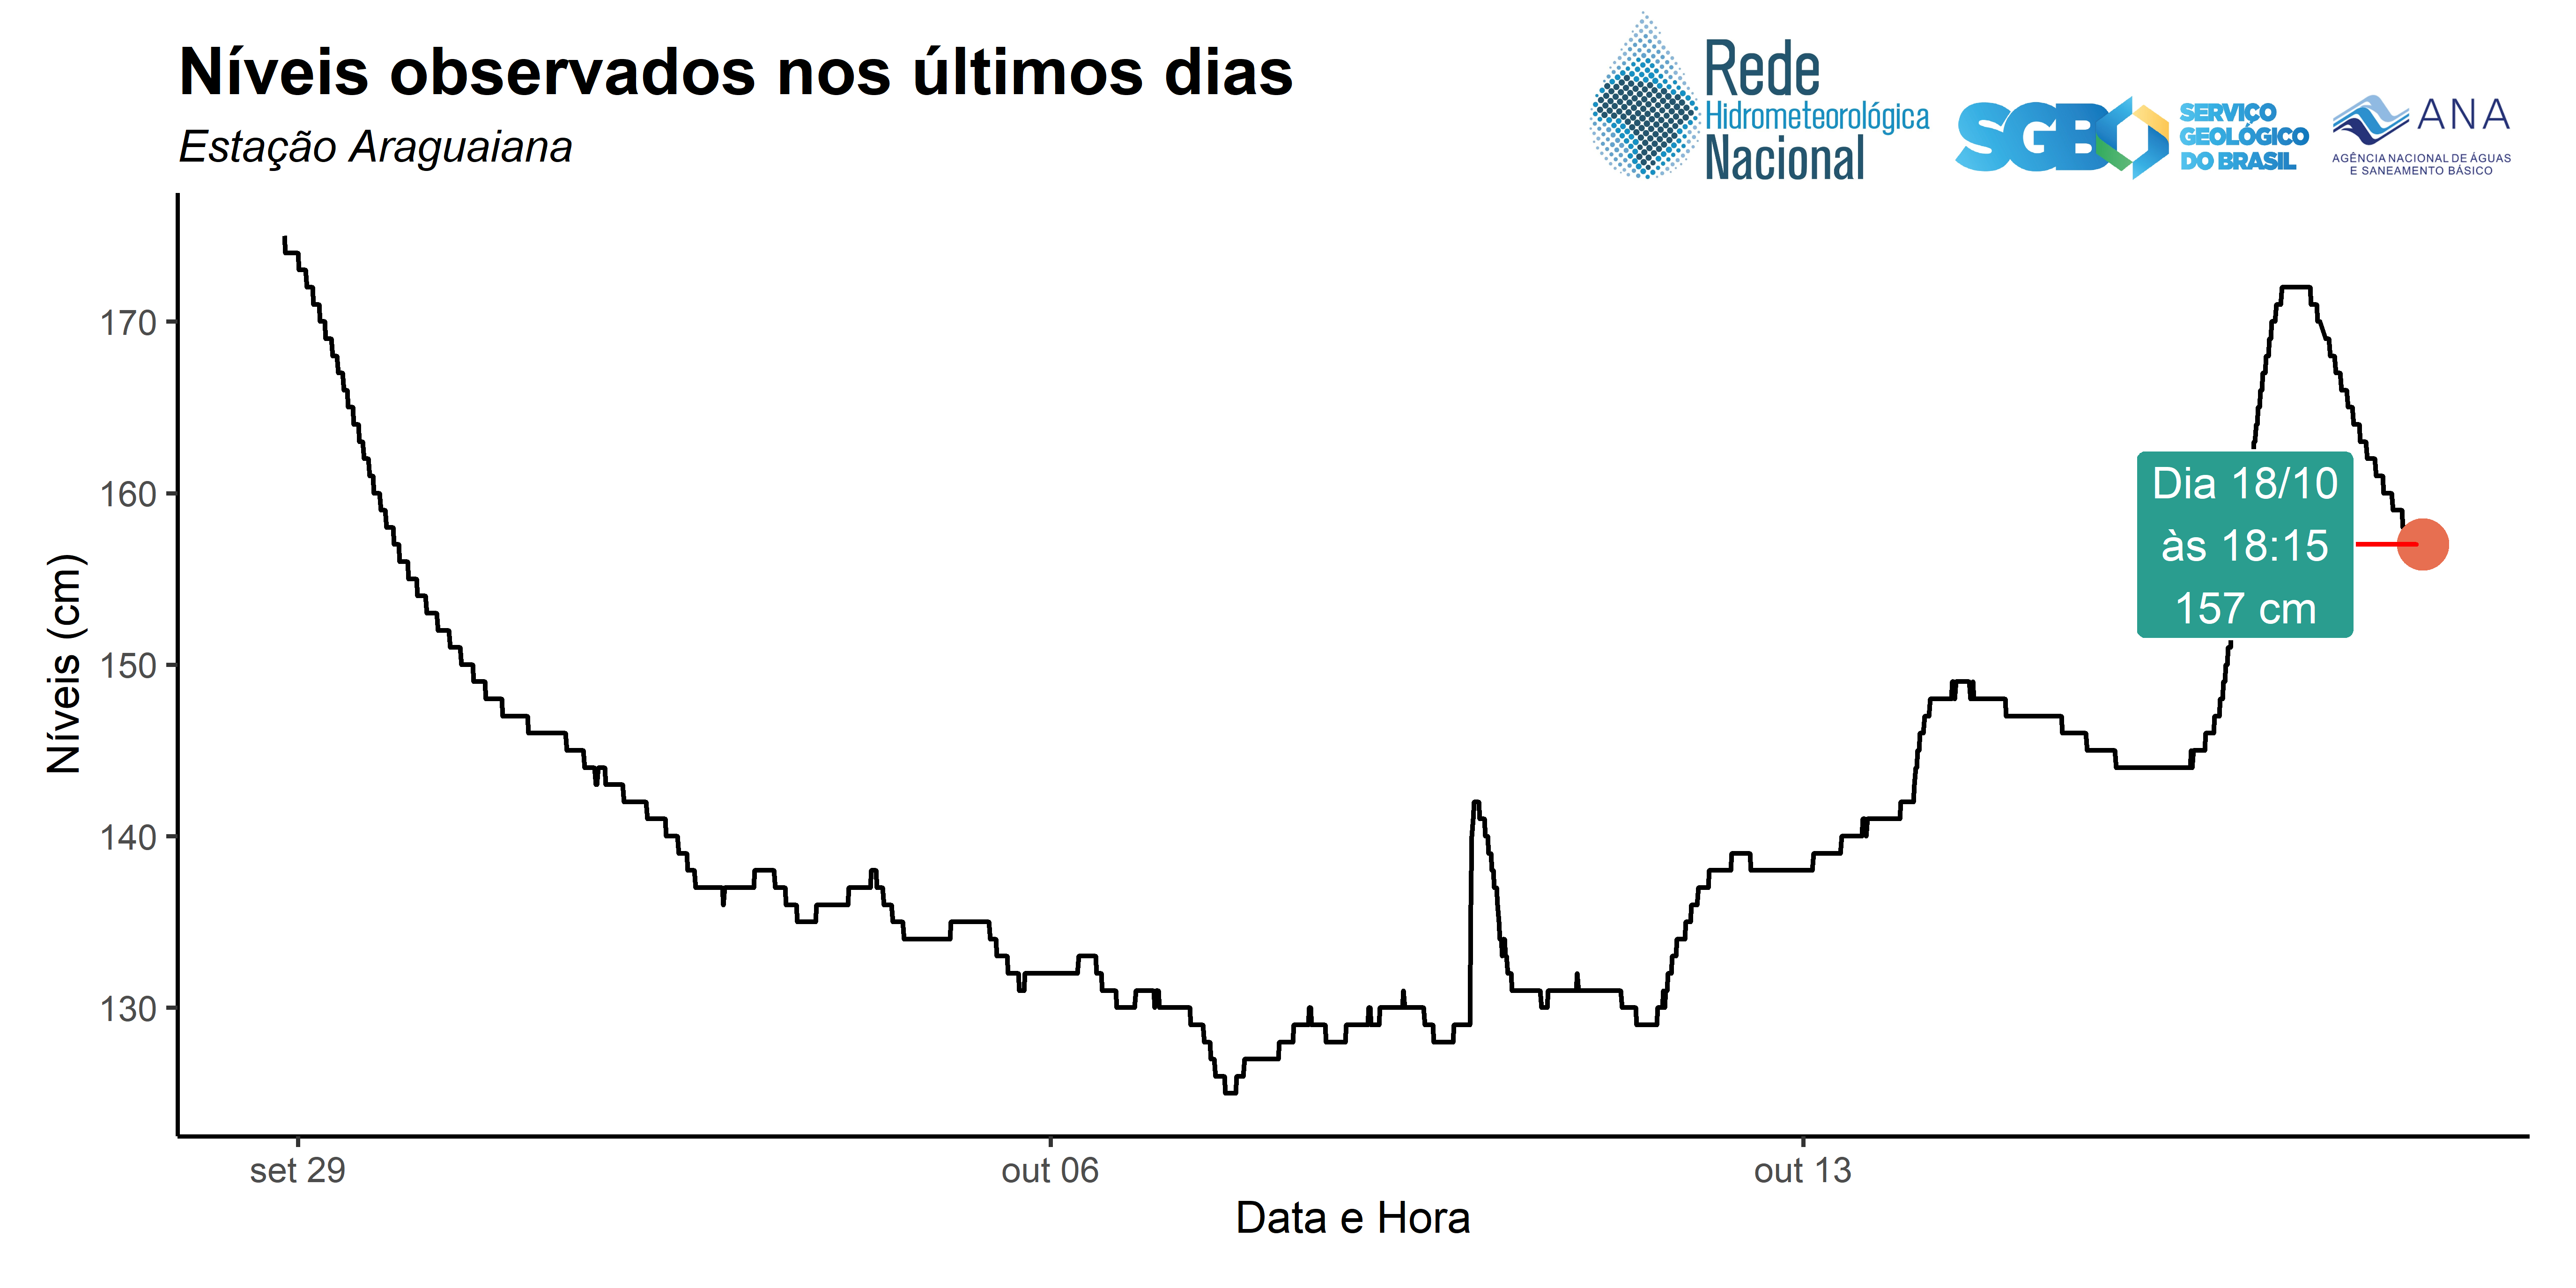 Níveis observados nos últimos dias
Estação Araguaiana
Rede
Hidrometeorológica
Nacional
SGB
SERVIÇO
GEOLÓGICO
DO BRASIL
ANA
AGÊNCIA NACIONAL DE ÁGUAS
E SANEAMENTO BÁSICO
Níveis (cm)
170
160
150
140
130
Dia 18/10
às 18:15
157 cm
set 29
out 06
out 13
Data e Hora